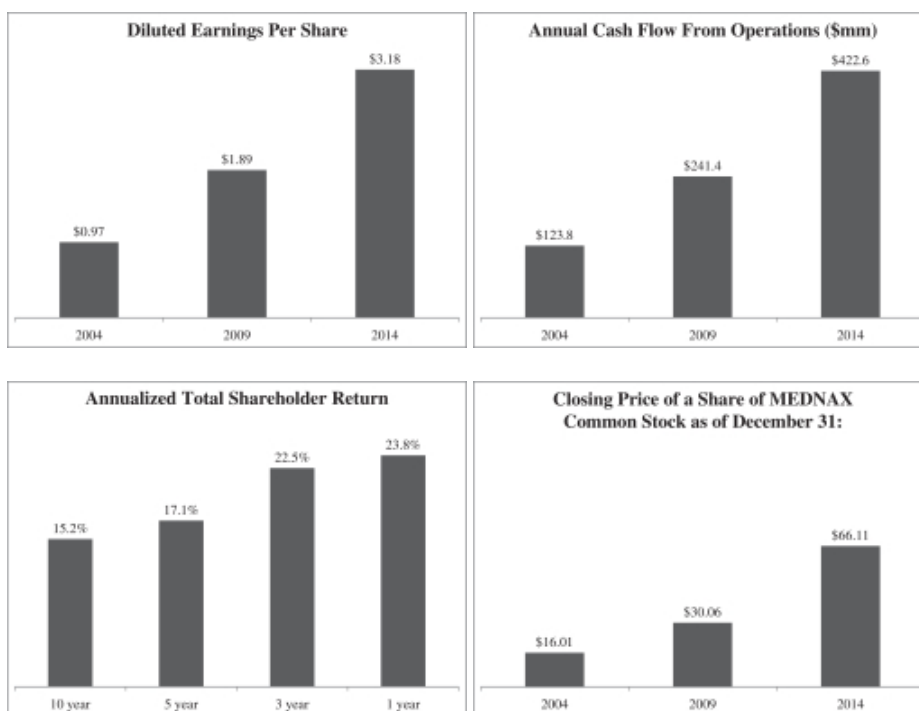 Diluted Earnings Per Share
$3.18
$1.89
$0.97
2004 2009 2014
Annual Cash Flow From Operations ($mm)
$422.6
$241.4
$123.8
2004 2009 2014
Annualized Total Shareholder Return
23.8%
22.5%
17.1%
15.2%
10 year 5 year 3 year 1 year
Closing Price of a Share of MEDNAX
Common Stock as of December 31:
$66.11
$30.06
$16.01
2004 2009 2014